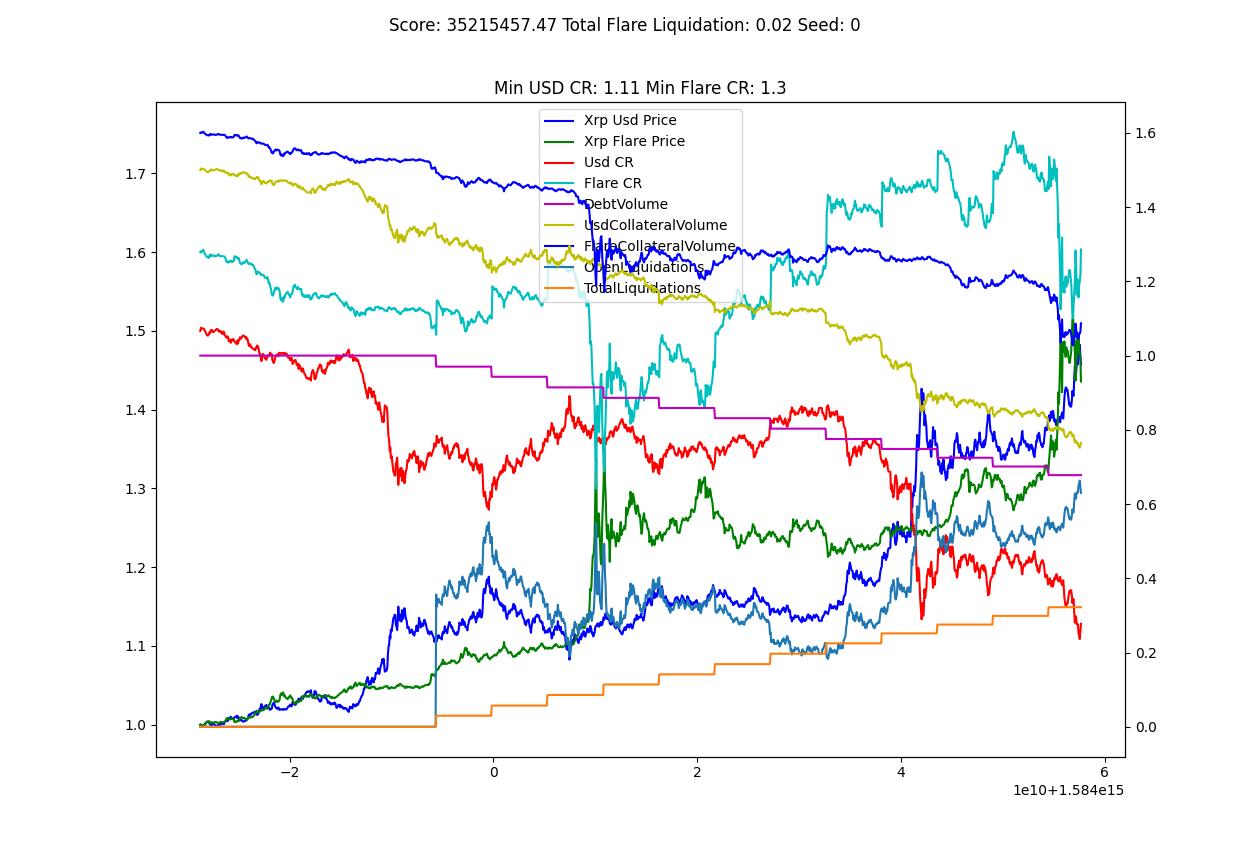 Score: 35215457.47 Total Flare Liquidation: 0.02 Seed: 0
Min USD CR: 1.11 Min Flare CR: 1.3
Xrp Usd Price
Xrp Flare Price
Usd CR
Flare CR
DebtVolume
UsdCollateralVolume
FlareCollateralVolume
OpenLiquidations
TotalLiquidations
1.7
1.6
1.5
1.4
1.3
1.2
1.1
1.0
1.6
1.4
1.2
1.0
0.8
0.6
0.4
0.2
0.0
−2 0 2 4 6
1e10+1.584e15